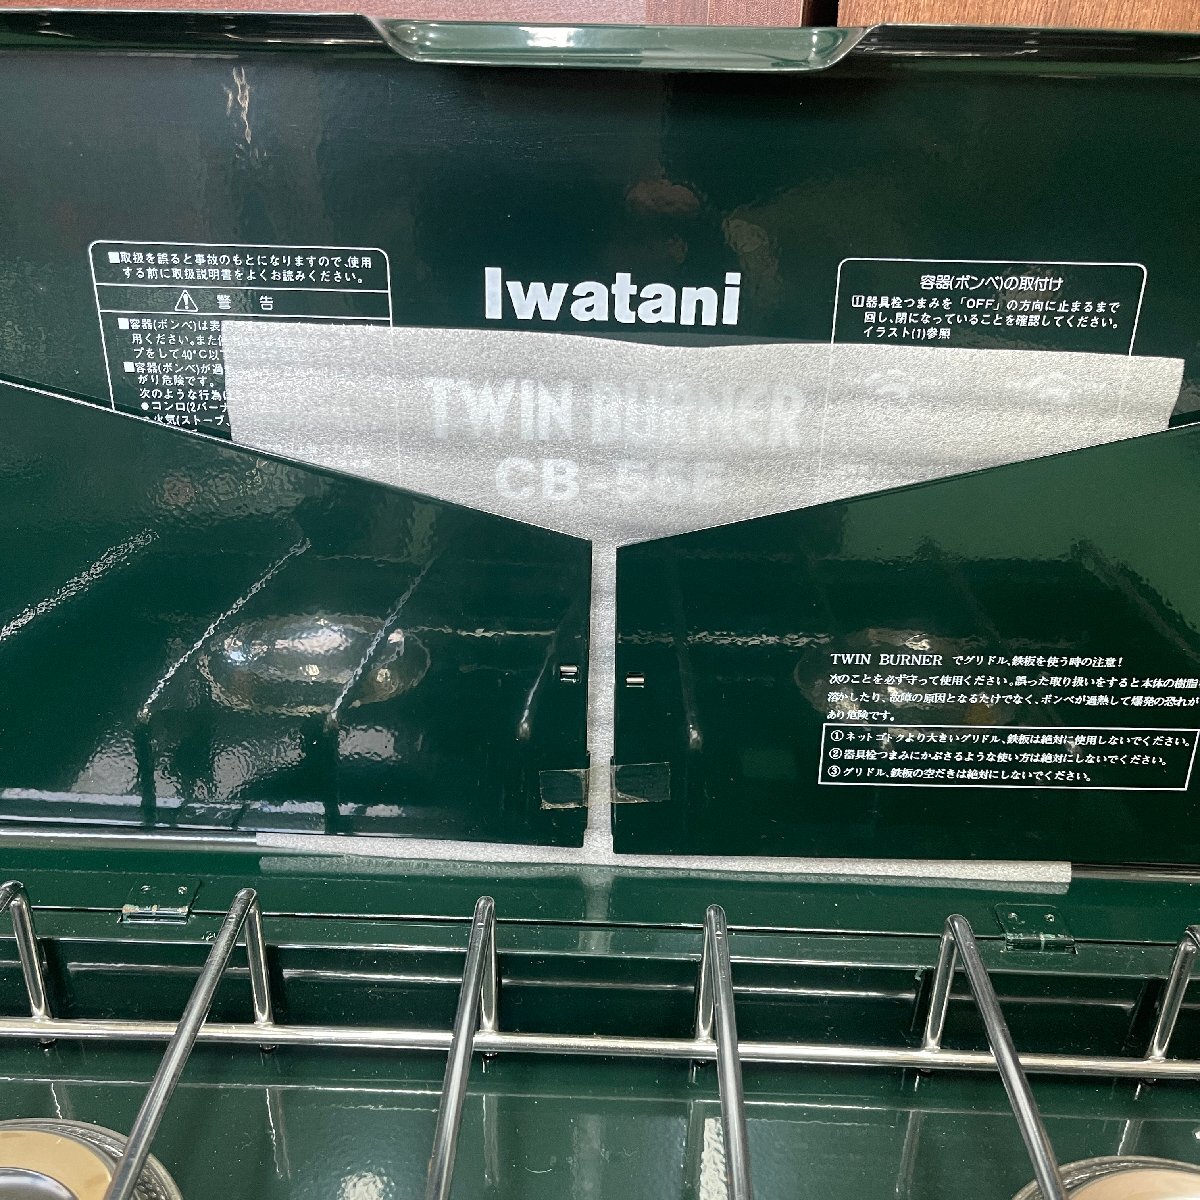 ■取扱を誤ると事故のもとになりますので、使用
する前に取扱説明書をよくお読みください。
警告
■容器(ボンベ)は表
用ください。また
プをして40°C以
■容器(ボンベ)が過
がり危険です。
次のような行為
●コンロ(2バーナ
火気(ストーブ
Iwatani
TWIN BURNER
容器(ボンベ)の取付け
①器具栓つまみを「OFF」の方向に止まるまで
回し、閉になっていることを確認してください。
イラスト(1)参照
TWIN BURNER でグリドル、鉄板を使う時の注意!
次のことを必ず守って使用ください。誤った取り扱いをすると本体の樹脂
溶かしたり、故障の原因となるだけでなく、ボンベが過熱して爆発の恐れが
あり危険です。
①ネットゴトクより大きいグリドル、鉄板は絶対に使用しないでください。
②器具栓つまみにかぶさるような使い方は絶対にしないでください。
③グリドル、鉄板の空だきは絶対にしないでください。